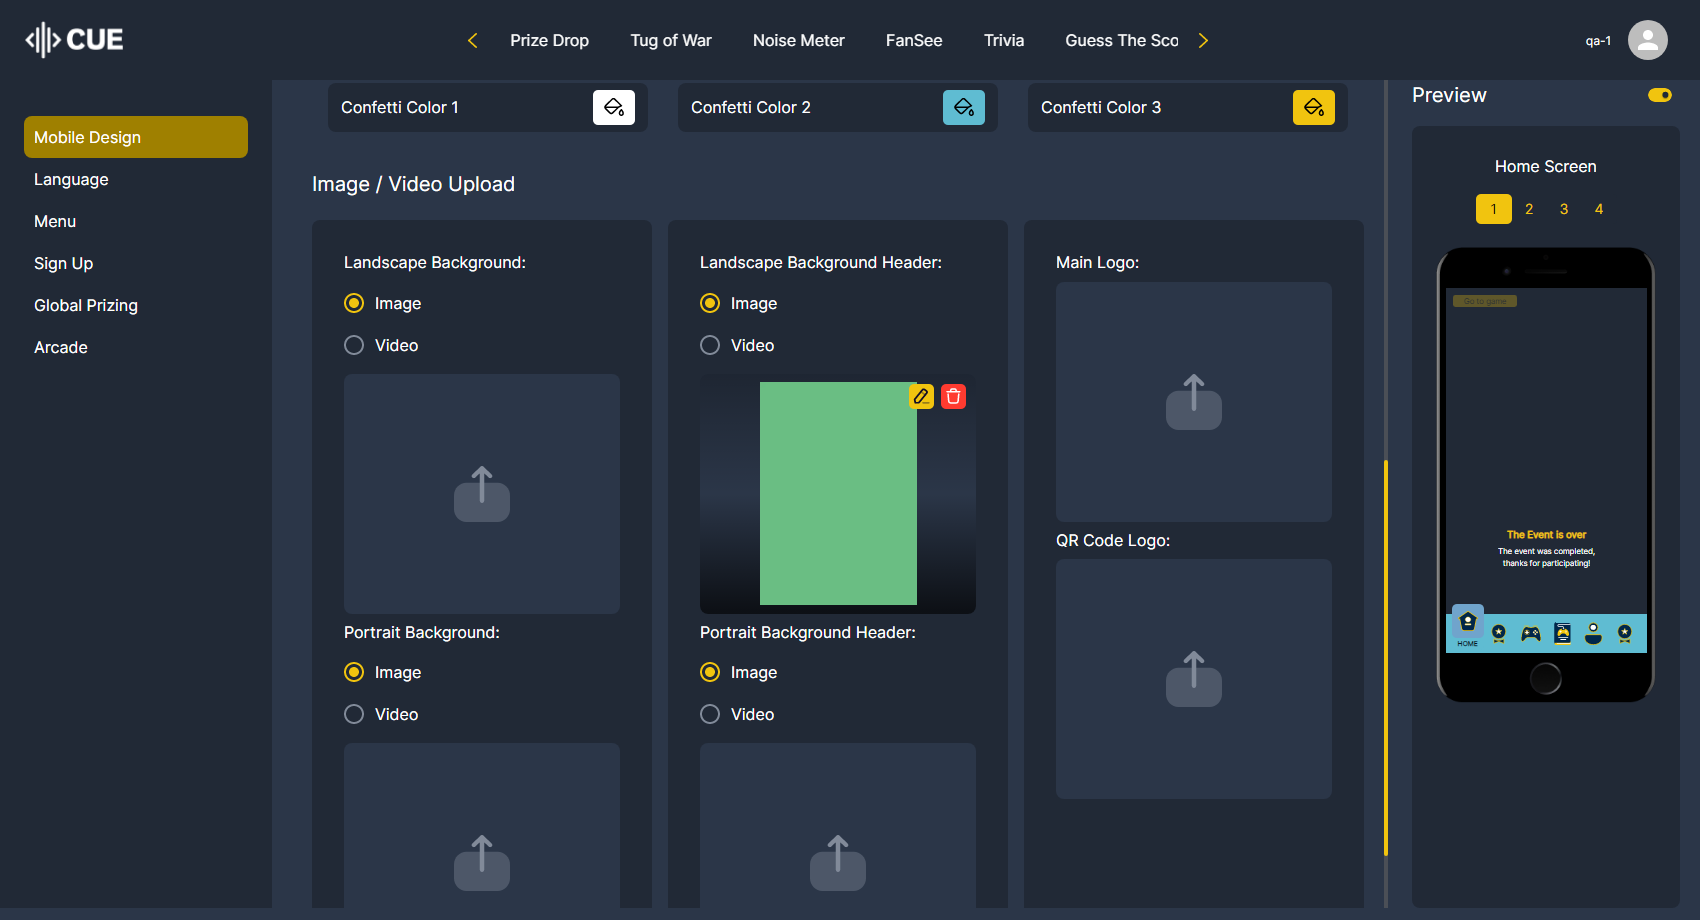 CUE
Prize Drop
Tug of War
Noise Meter
FanSee
Trivia
Guess The Sco
qa-1
Mobile Design
Language
Menu
Sign Up
Global Prizing
Arcade
Confetti Color 1
Confetti Color 2
Confetti Color 3
Image / Video Upload
Landscape Background:
Image
Video
Portrait Background:
Image
Video
Landscape Background Header:
Image
Video
Portrait Background Header:
Image
Video
Main Logo:
QR Code Logo:
Preview
Home Screen
1 2 3 4
Go to game
The Event is over
The event was completed,
thanks for participating!
HOME